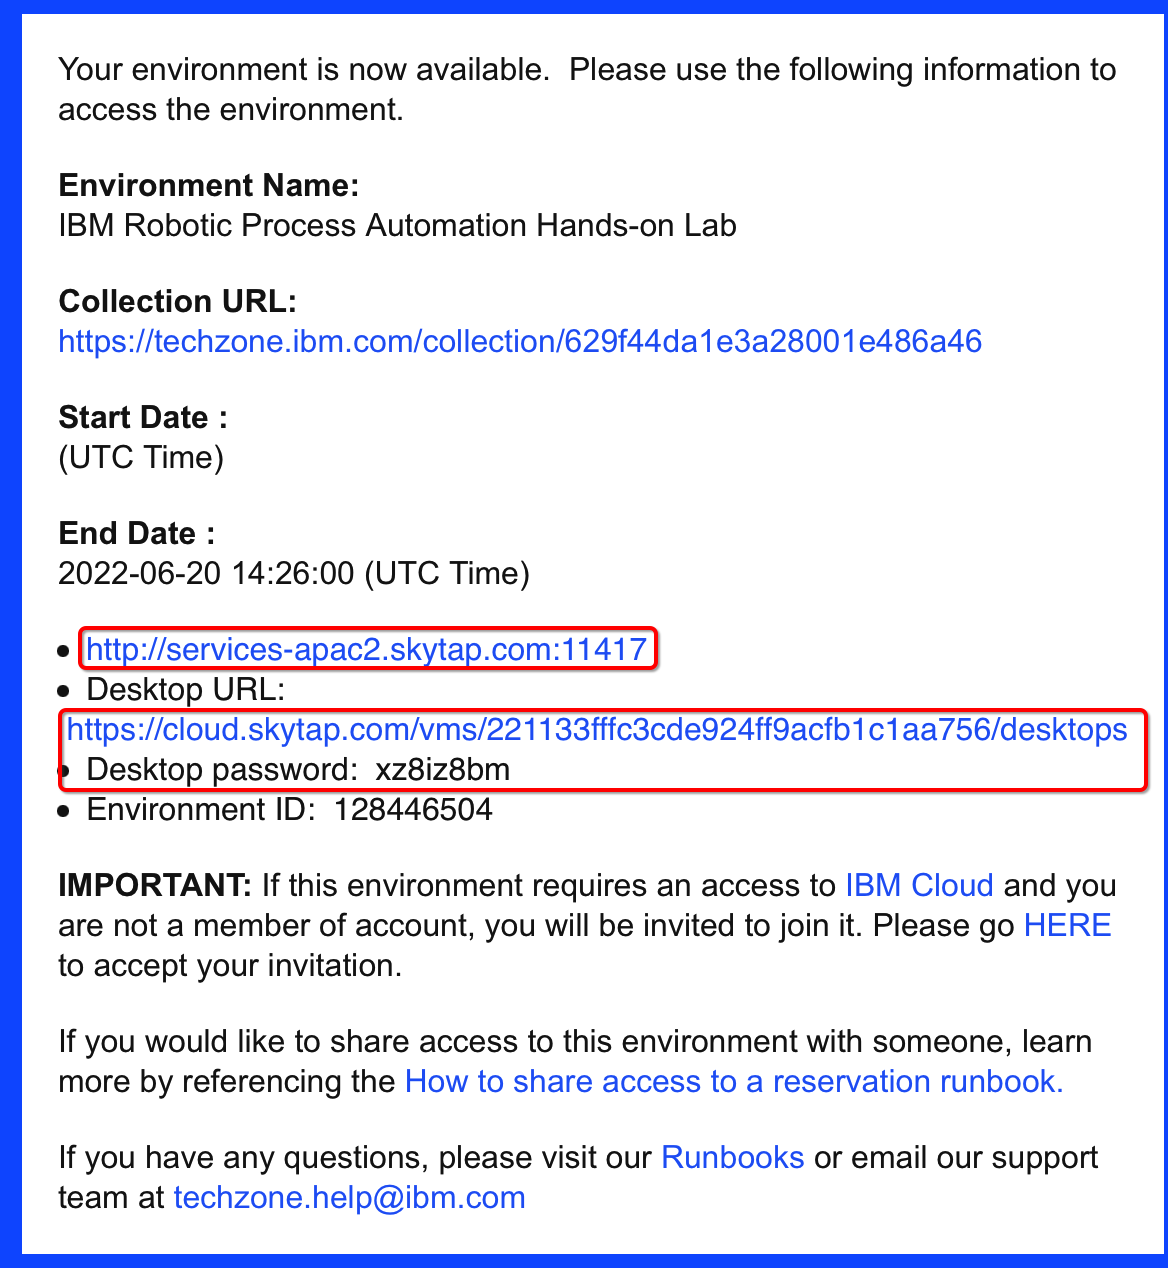 Your environment is now available.  Please use the following information to
access the environment.
Environment Name:
IBM Robotic Process Automation Hands-on Lab
Collection URL:
https://techzone.ibm.com/collection/629f44da1e3a28001e486a46
Start Date :
(UTC Time)
End Date :
2022-06-20 14:26:00 (UTC Time)
• http://services-apac2.skytap.com:11417
• Desktop URL:
https://cloud.skytap.com/vms/221133fffc3cde924ff9acfb1c1aa756/desktops
• Desktop password:  xz8iz8bm
• Environment ID:  128446504
IMPORTANT: If this environment requires an access to IBM Cloud and you
are not a member of account, you will be invited to join it. Please go HERE
to accept your invitation.
If you would like to share access to this environment with someone, learn
more by referencing the How to share access to a reservation runbook.
If you have any questions, please visit our Runbooks or email our support
team at techzone.help@ibm.com